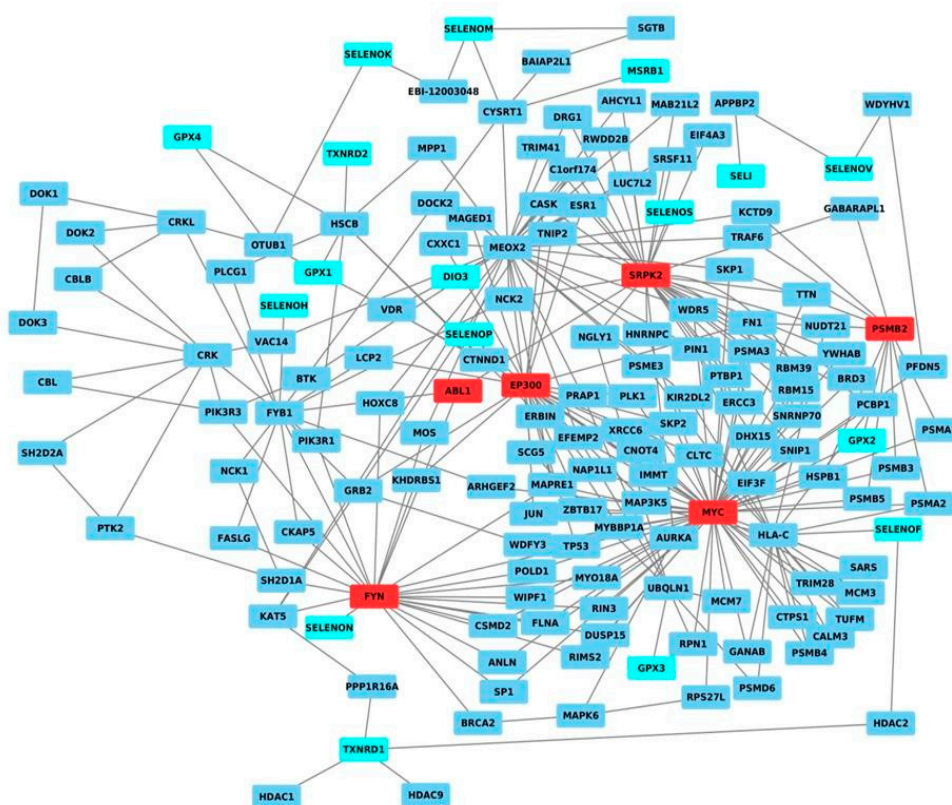 SELENOM
SGTB
SELENOK
BAIAP2L1
MSRB1
EBI-12003048
CYSRT1
AHCYL1
MAB21L2
APPBP2
WDYHV1
DRG1
GPX4
TXNRD2
MPP1
TRIM41
RWDD2B
EIF4A3
SRSF11
C1orf174
SELENOV
SELI
LUC7L2
DOK1
DOCK2
CASK
ESR1
SELENOS
KCTD9
GABARAPL1
CRKL
HSCB
MAGED1
DOK2
OTUB1
CXXC1
MEOX2
TNIP2
TRAF6
PLCG1
GPX1
DIO3
SRPK2
SKP1
CBLB
SELENOH
NCK2
TTN
VDR
WDR5
DOK3
FN1
NUDT21
PSMB2
SELENOP
NGLY1
HNRNPC
VAC14
CRK
LCP2
CTNND1
PIN1
PSMA3
YWHAB
PSME3
RBM39
PFDN5
CBL
BTK
ABL1
EP300
PTBP1
BRD3
PIK3R3
HOXC8
PRAP1
PLK1
KIR2DL2
ERCC3
RBM15
PCBP1
FYB1
ERBIN
SNRNP70
MOS
XRCC6
SKP2
PSMA
PIK3R1
EFEMP2
DHX15
GPX2
SH2D2A
SCG5
CNOT4
CLTC
SNIP1
NCK1
NAP1L1
IMMT
PSMB3
KHDRBS1
GRB2
ARHGEF2
MAPRE1
EIF3F
HSPB1
MAP3K5
PSMB5
PSMA2
JUN
ZBTB17
MYC
PTK2
FASLG
CKAP5
MYBBP1A
SELENOF
WDFY3
TP53
AURKA
HLA-C
SARS
POLD1
SH2D1A
MYO18A
UBQLN1
TRIM28
MCM3
FYN
WIPF1
MCM7
KAT5
RIN3
CTPS1
TUFM
SELENON
CSMD2
FLNA
DUSP15
CALM3
RPN1
GANAB
PSMB4
ANLN
RIMS2
GPX3
PPP1R16A
SP1
PSMD6
RPS27L
BRCA2
MAPK6
HDAC2
TXNRD1
HDAC1
HDAC9